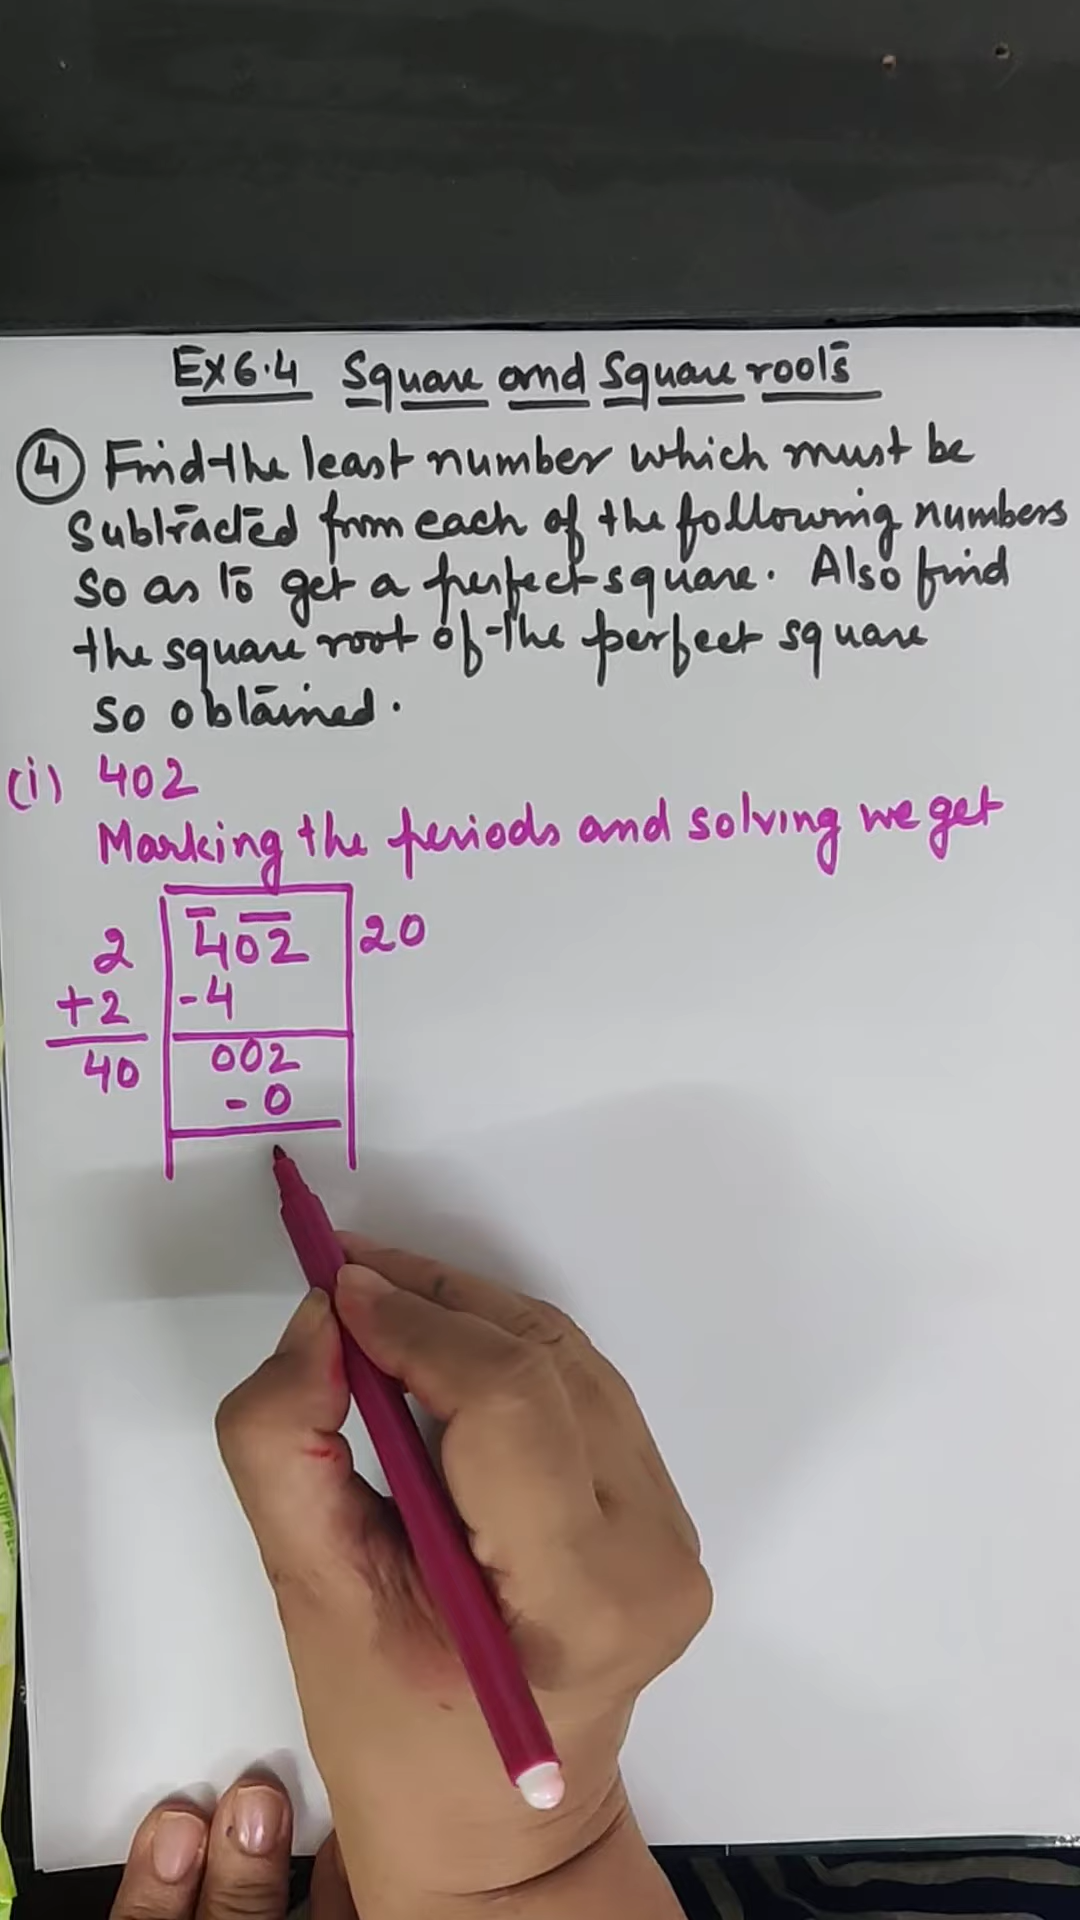 Ex 6.4 Square and Square roots
(4) Find the least number which must be
subtracted from each of the following numbers
so as to get a perfect square. Also find
the square root of the perfect square
so obtained.
(i) 402
Marking the periods and solving we get
2 402 20
+2 -4
40 002
- 0